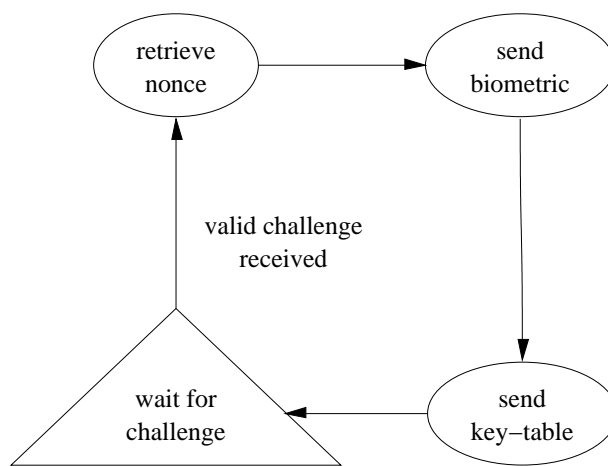 retrieve
nonce
send
biometric
valid challenge
received
wait for
challenge
send
key−table